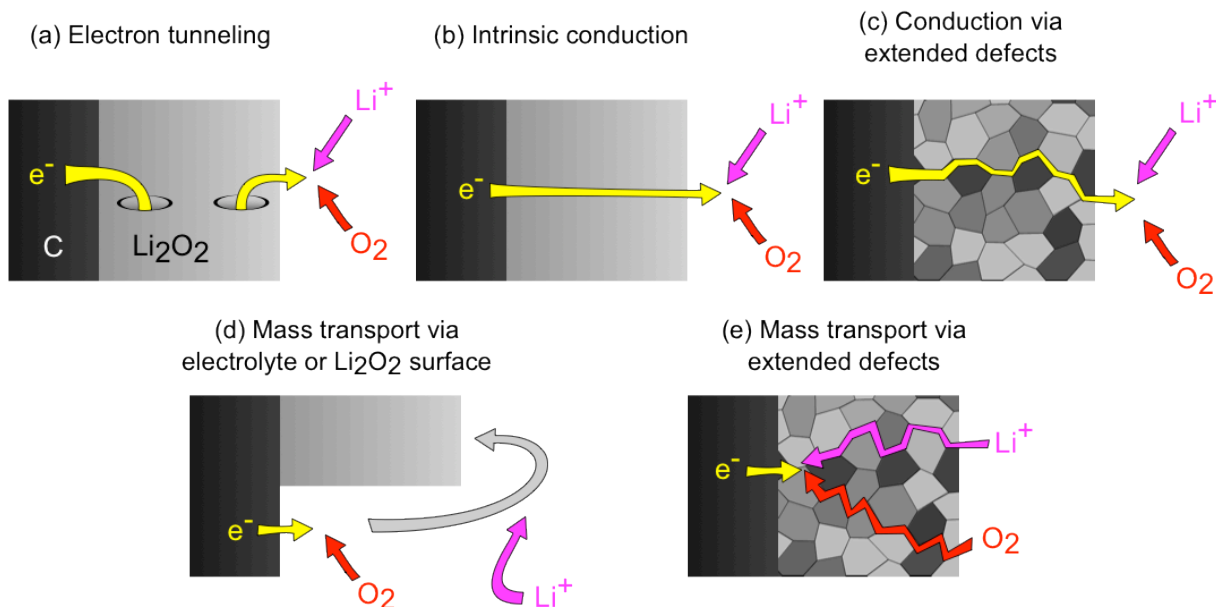 (a) Electron tunneling
(b) Intrinsic conduction
(c) Conduction via
extended defects
Li+
e-
C
Li2O2
O2
Li+
e-
O2
Li+
e-
O2
(d) Mass transport via
electrolyte or Li2O2 surface
e-
O2
Li+
(e) Mass transport via
extended defects
Li+
e-
O2